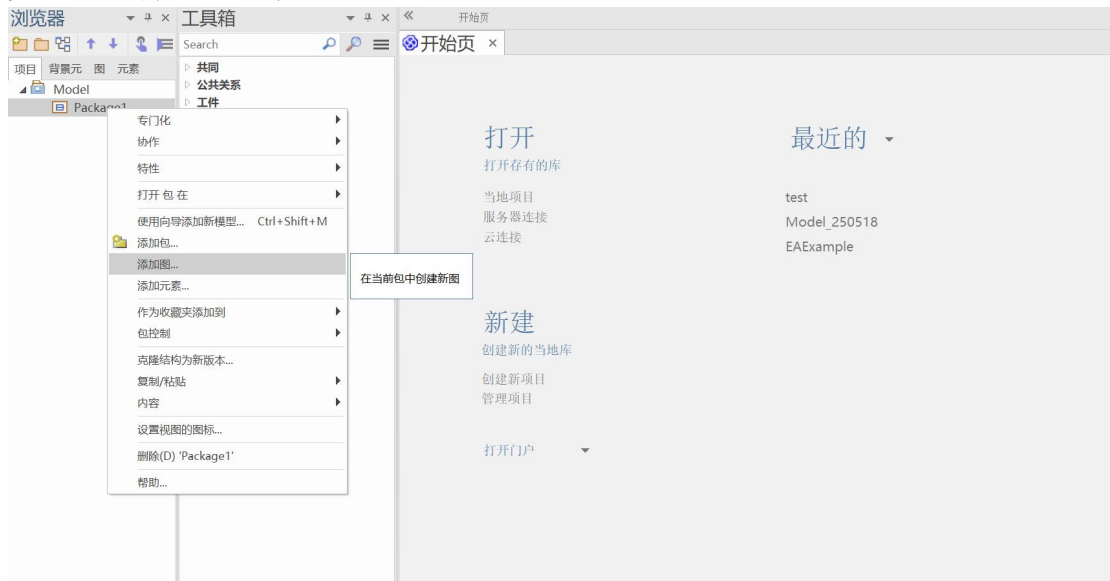 浏览器
工具箱
开始页
Search
开始页
项目 背景元 图 元素
共同
公共关系
工件
Model
Package1
专门化
协作
特性
打开 包 在
使用向导添加新模型... Ctrl+Shift+M
添加包...
添加图...
添加元素...
作为收藏夹添加到
包控制
克隆结构为新版本...
复制/粘贴
内容
设置视图的图标...
删除(D) 'Package1'
帮助...
在当前包中创建新图
打开
打开存有的库
当地项目
服务器连接
云连接
新建
创建新的当地库
创建新项目
管理项目
打开门户
最近的
test
Model_250518
EAExample